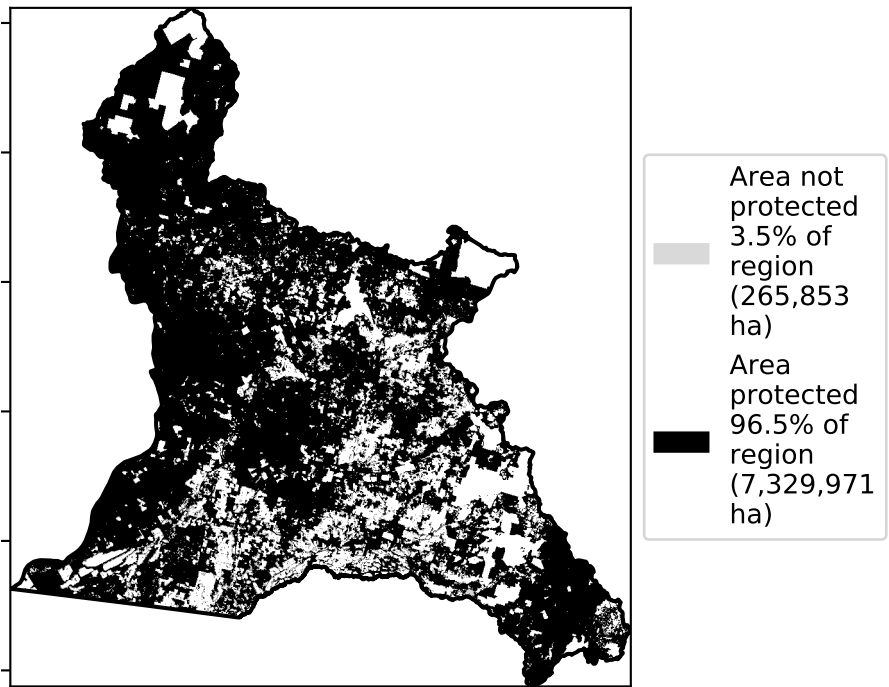 Area not
protected
3.5% of
region
(265,853
ha)
Area
protected
96.5% of
region
(7,329,971
ha)